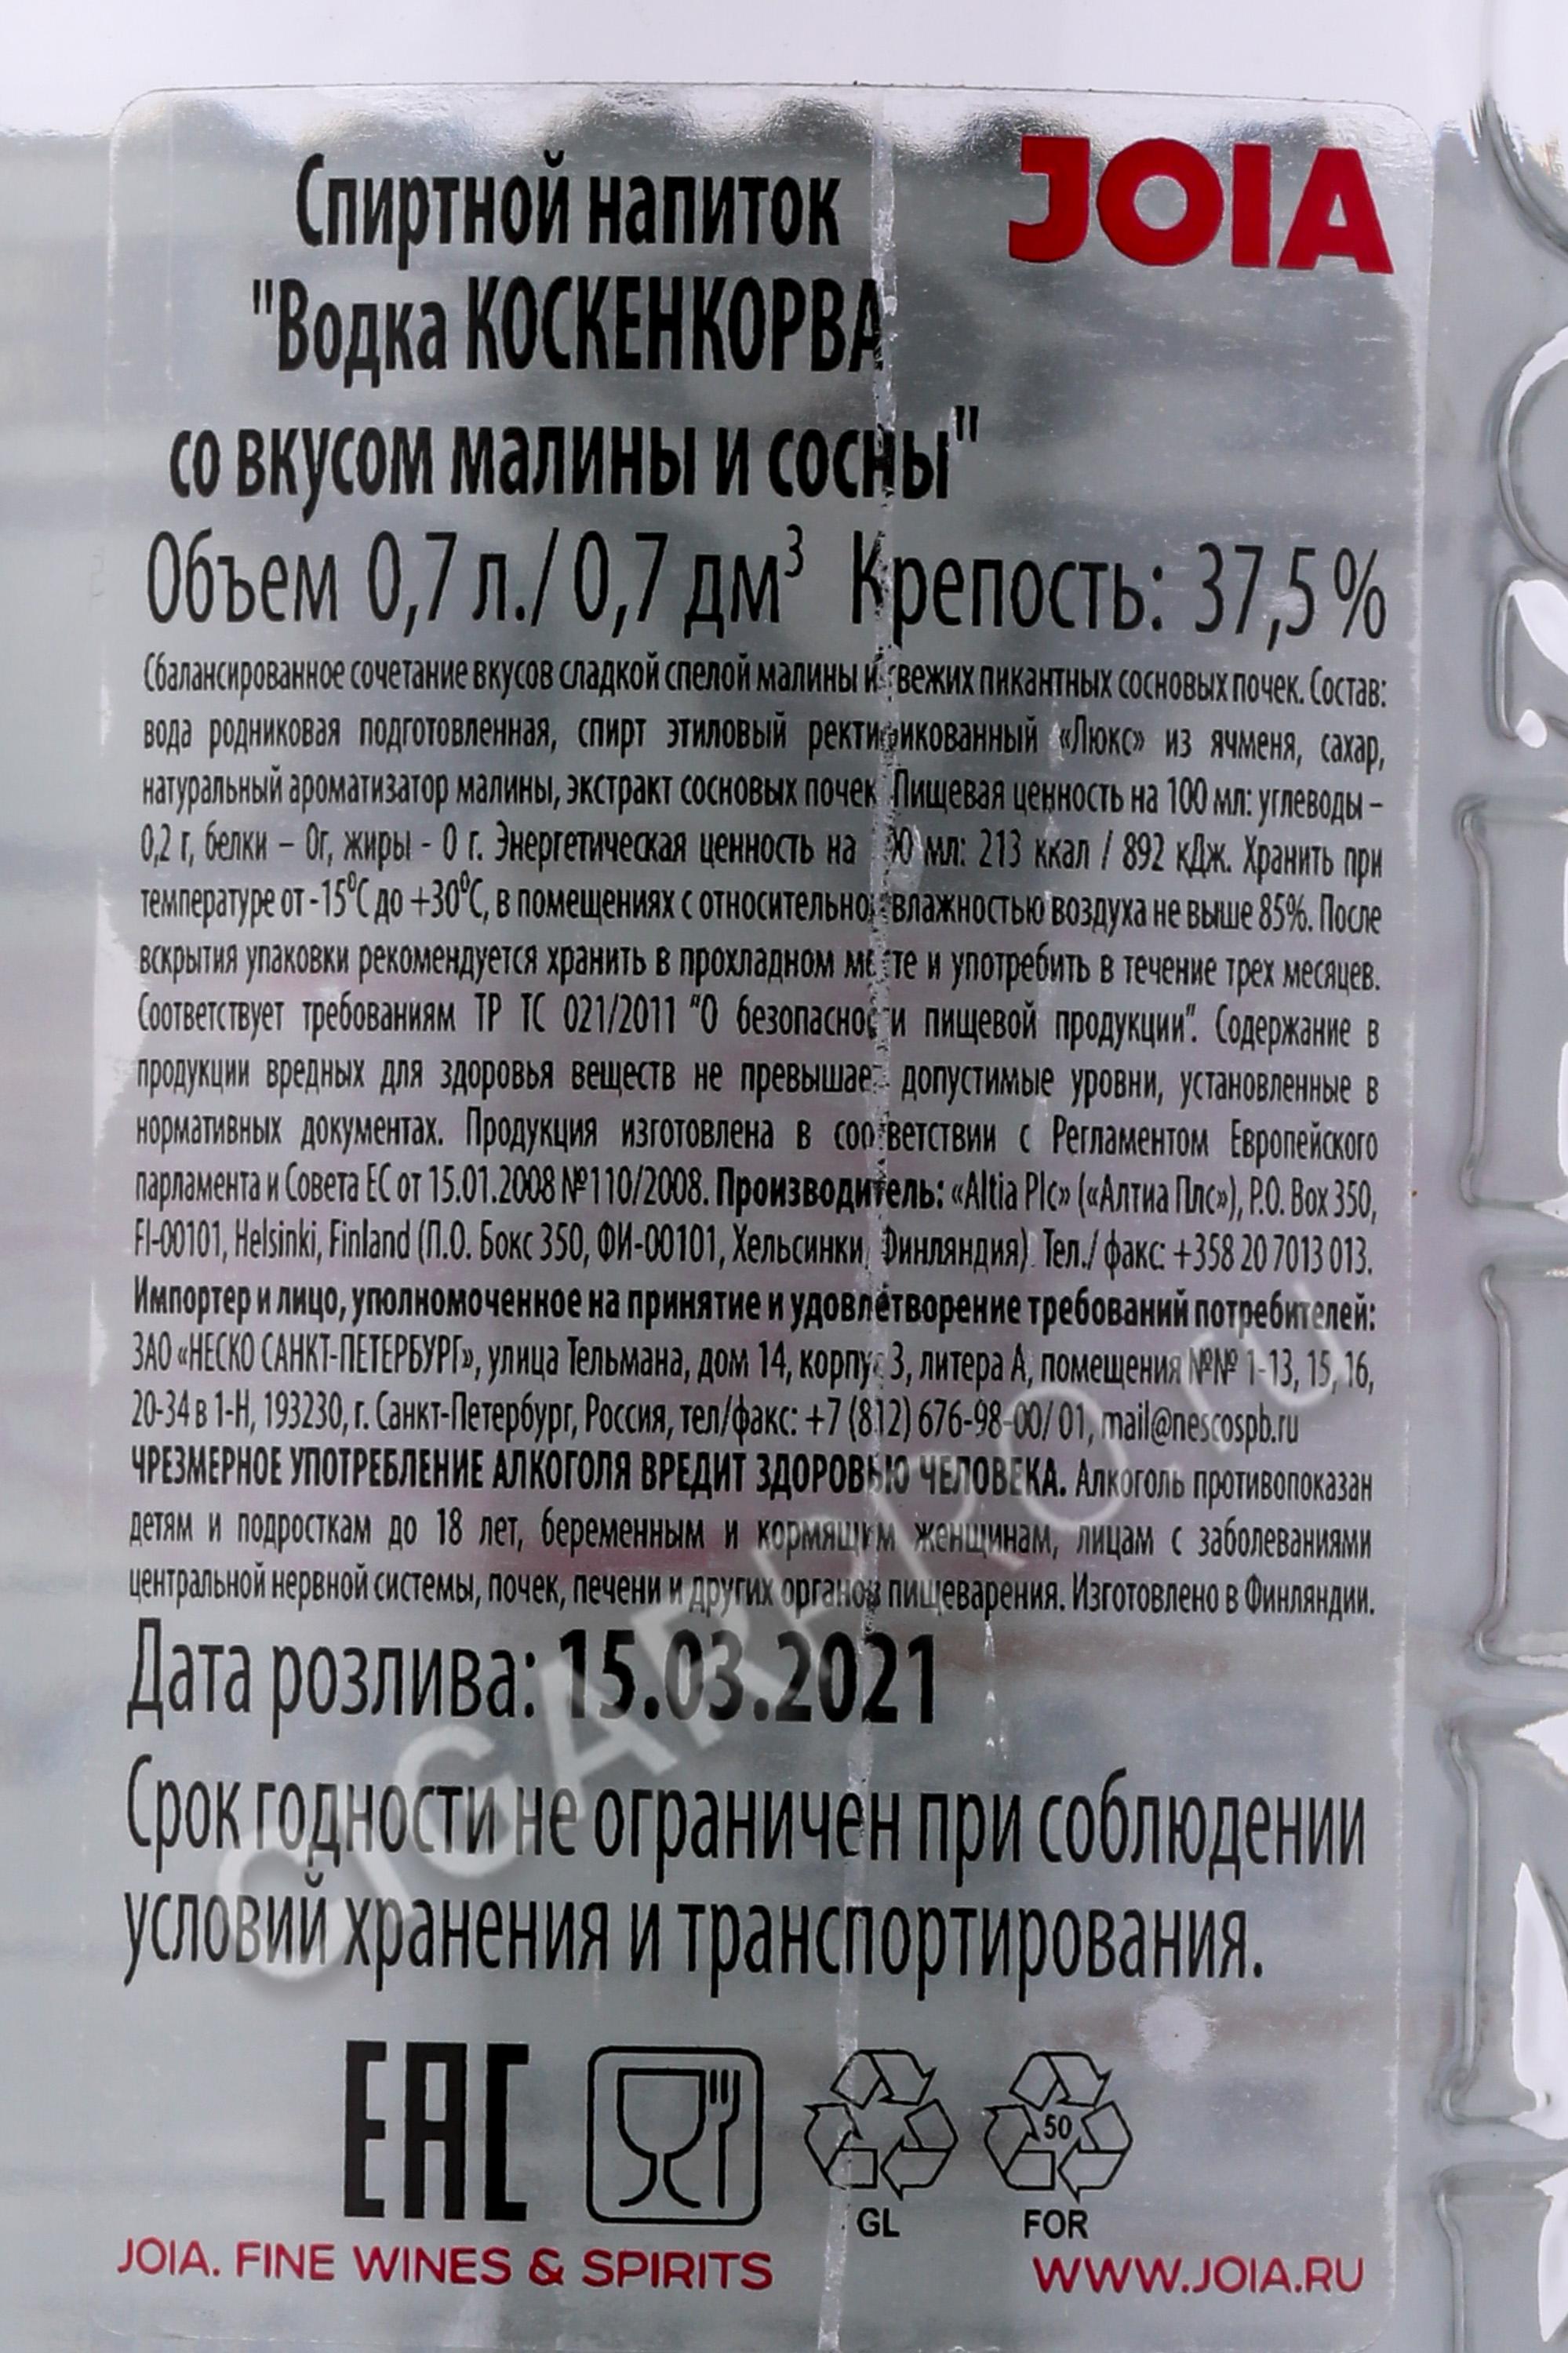 Спиртной напиток
JOIA
"Водка КОСКЕНКОРВА
со вкусом малины и сосны"
Объем 0,7 л./ 0,7 дм³ Крепость: 37,5%
Сбалансированное сочетание вкусов сладкой спелой малины и свежих пикантных сосновых почек. Состав:
вода родниковая подготовленная, спирт этиловый ректификованный «Люкс» из ячменя, сахар,
натуральный ароматизатор малины, экстракт сосновых почек. Пищевая ценность на 100 мл: углеводы –
0,2 г, белки – 0г, жиры - 0 г. Энергетическая ценность на 100 мл: 213 ккал / 892 кДж. Хранить при
температуре от -15⁰С до +30⁰С, в помещениях с относительной влажностью воздуха не выше 85%. После
вскрытия упаковки рекомендуется хранить в прохладном месте и употребить в течение трех месяцев.
Соответствует требованиям ТР ТС 021/2011 “О безопасности пищевой продукции”. Содержание в
продукции вредных для здоровья веществ не превышает допустимые уровни, установленные в
нормативных документах. Продукция изготовлена в соответствии с Регламентом Европейского
парламента и Совета ЕС от 15.01.2008 №110/2008. Производитель: «Altia Plc» («Алтиа Плс»), P.O. Box 350,
FI-00101, Helsinki, Finland (П.О. Бокс 350, ФИ-00101, Хельсинки, Финляндия). Тел./ факс: +358 20 7013 013.
Импортер и лицо, уполномоченное на принятие и удовлетворение требований потребителей:
ЗАО «НЕСКО САНКТ-ПЕТЕРБУРГ», улица Тельмана, дом 14, корпус 3, литера А, помещения №№ 1-13, 15, 16,
20-34 в 1-Н, 193230, г. Санкт-Петербург, Россия, тел/факс: +7 (812) 676-98-00/ 01, mail@nescospb.ru
ЧРЕЗМЕРНОЕ УПОТРЕБЛЕНИЕ АЛКОГОЛЯ ВРЕДИТ ЗДОРОВЬЮ ЧЕЛОВЕКА. Алкоголь противопоказан
детям и подросткам до 18 лет, беременным и кормящим женщинам, лицам с заболеваниями
центральной нервной системы, почек, печени и других органов пищеварения. Изготовлено в Финляндии.
Дата розлива: 15.03.2021
Срок годности не ограничен при соблюдении
условий хранения и транспортирования.
EAC
50
GL FOR
JOIA. FINE WINES & SPIRITS WWW.JOIA.RU
CIGARPRO.ru